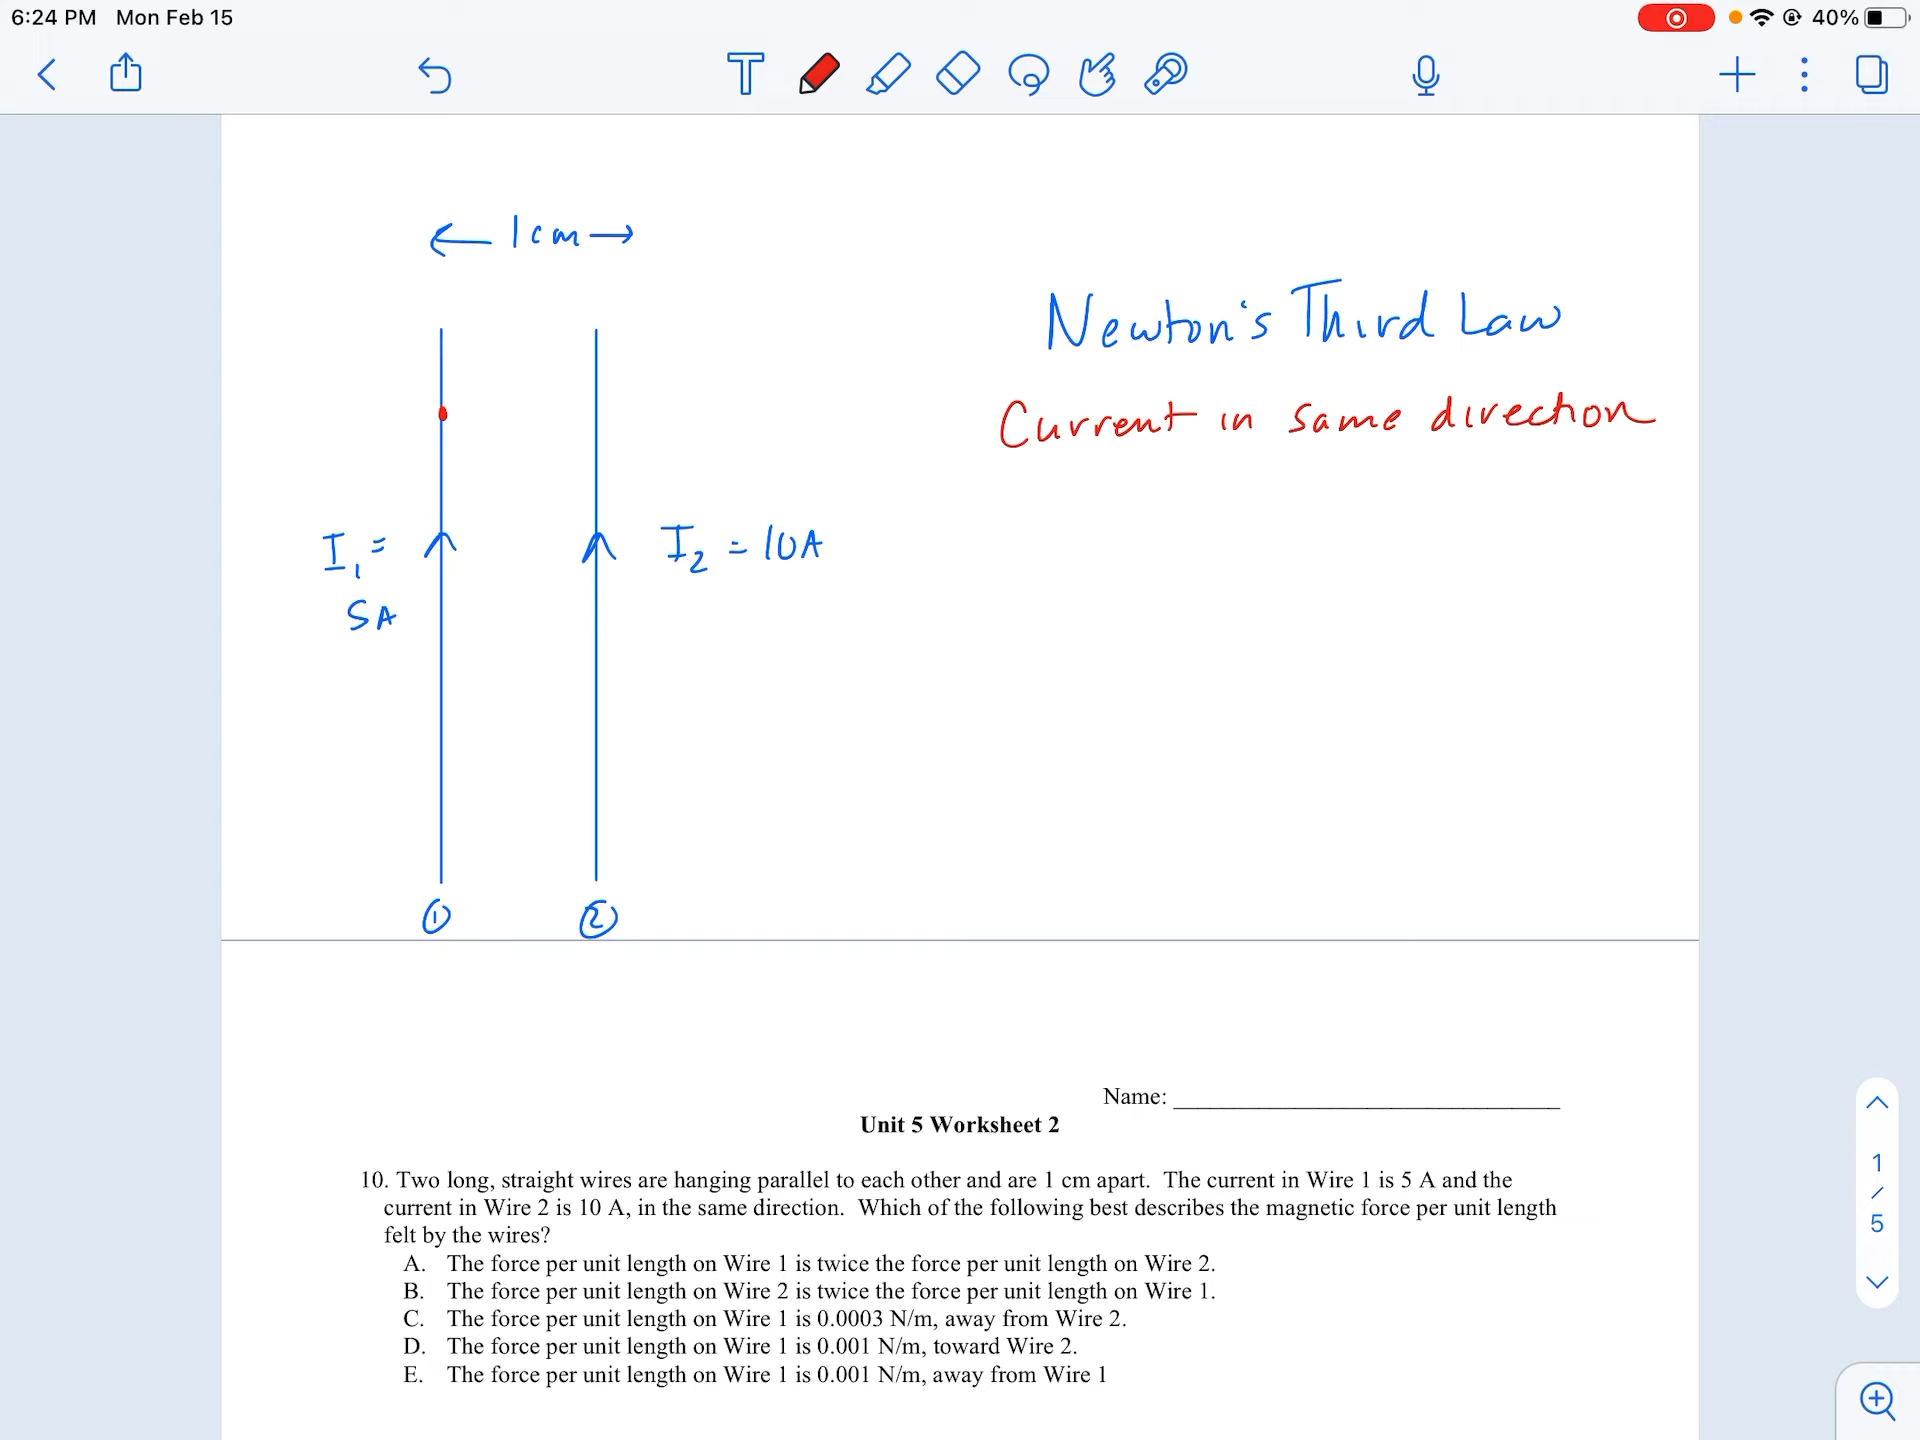 6:24 PM Mon Feb 15
40%
T
1cm
Newton's Third Law
Current in same direction
I₁ =
5A
I₂ = 10A
①
②
Name: ___________________________________
Unit 5 Worksheet 2
10. Two long, straight wires are hanging parallel to each other and are 1 cm apart. The current in Wire 1 is 5 A and the
current in Wire 2 is 10 A, in the same direction. Which of the following best describes the magnetic force per unit length
felt by the wires?
A. The force per unit length on Wire 1 is twice the force per unit length on Wire 2.
B. The force per unit length on Wire 2 is twice the force per unit length on Wire 1.
C. The force per unit length on Wire 1 is 0.0003 N/m, away from Wire 2.
D. The force per unit length on Wire 1 is 0.001 N/m, toward Wire 2.
E. The force per unit length on Wire 1 is 0.001 N/m, away from Wire 1
1
/
5